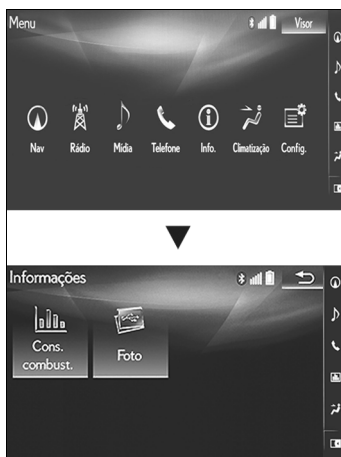 Menu
Visor
Nav Rádio Mídia Telefone Info. Climatização Config.
Informações
Cons. combust.
Foto